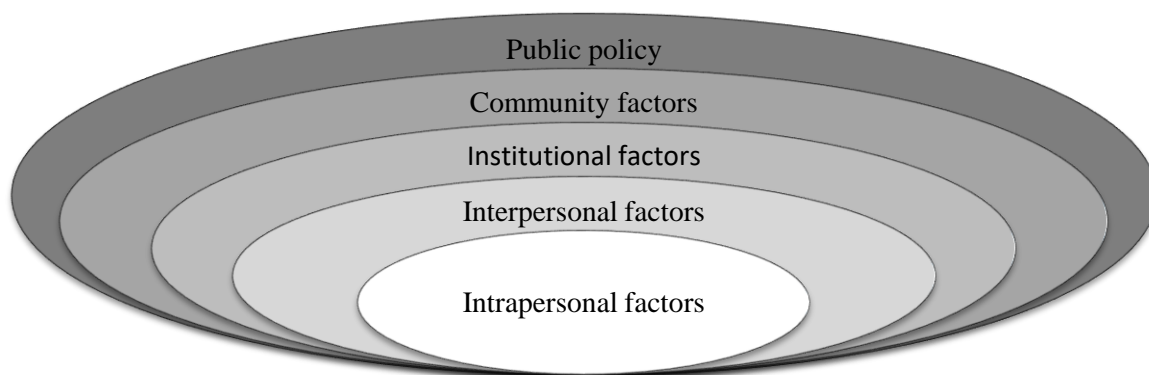 Public policy
Community factors
Institutional factors
Interpersonal factors
Intrapersonal factors